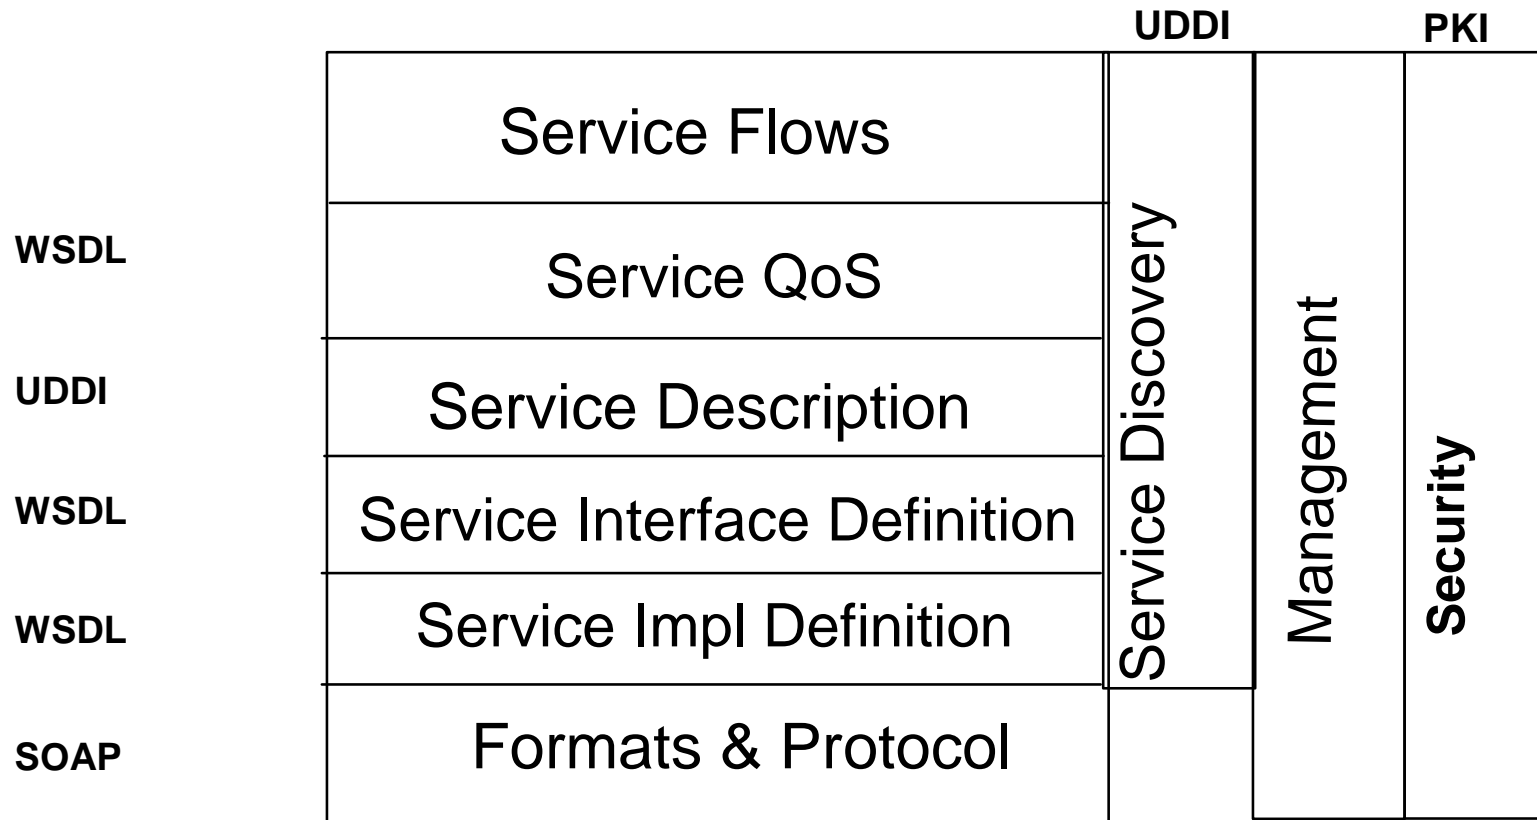 UDDI
PKI
Service Flows
WSDL
Service QoS
UDDI
Service Description
WSDL
Service Interface Definition
WSDL
Service Impl Definition
SOAP
Formats & Protocol
Service Discovery
Management
Security